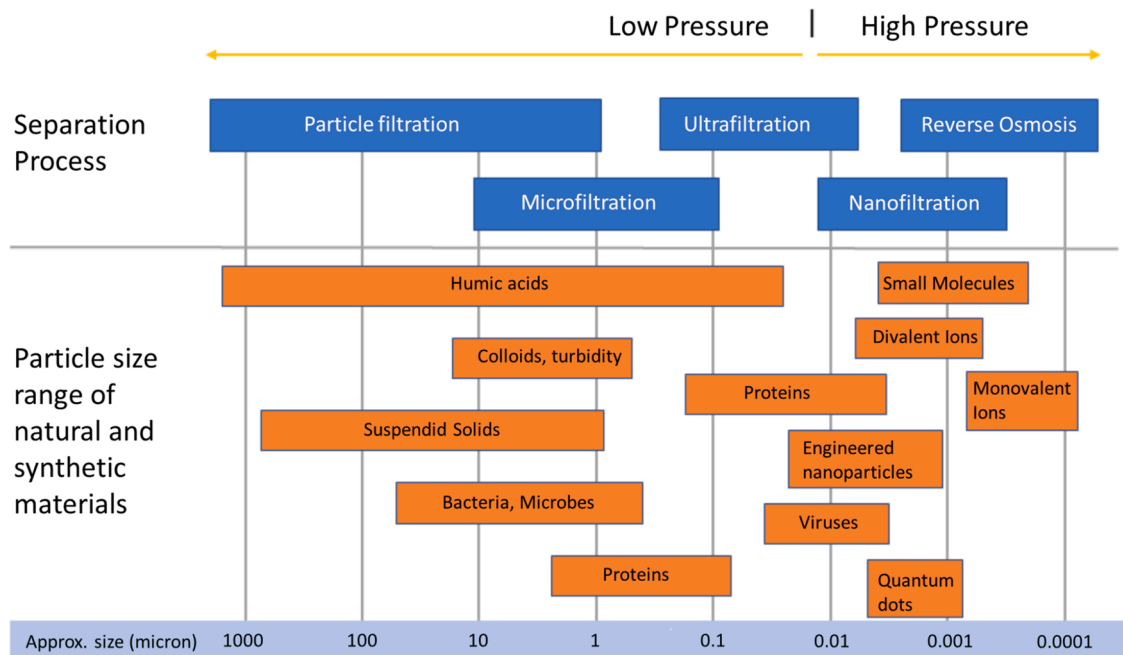 Low Pressure | High Pressure
Separation
Process
Particle filtration
Ultrafiltration
Reverse Osmosis
Microfiltration
Nanofiltration
Particle size
range of
natural and
synthetic
materials
Humic acids
Small Molecules
Colloids, turbidity
Divalent Ions
Proteins
Monovalent
Ions
Suspendid Solids
Engineered
nanoparticles
Bacteria, Microbes
Viruses
Proteins
Quantum
dots
Approx. size (micron) 1000 100 10 1 0.1 0.01 0.001 0.0001